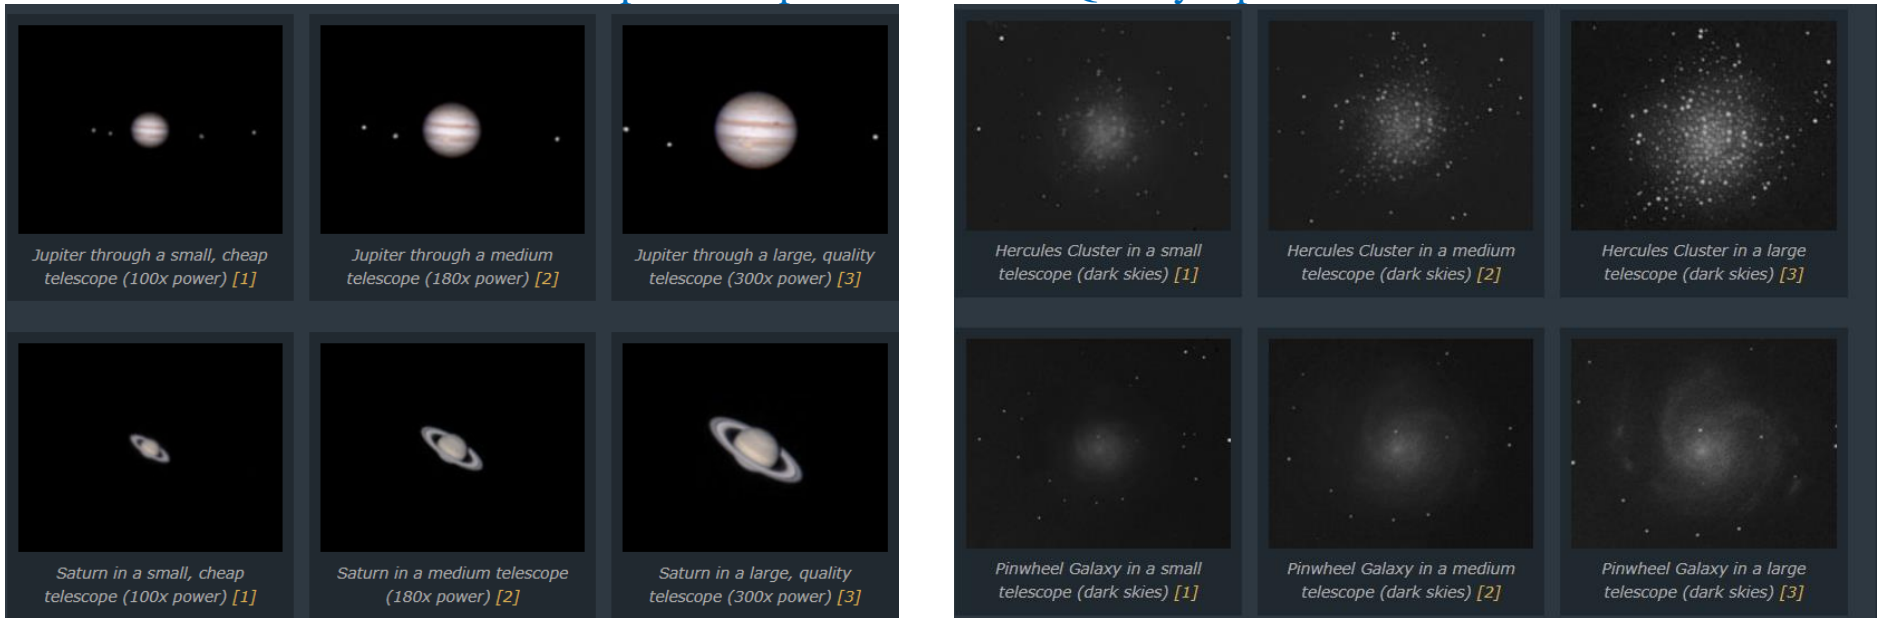 Jupiter through a small, cheap
telescope (100x power) [1]
Jupiter through a medium
telescope (180x power) [2]
Jupiter through a large, quality
telescope (300x power) [3]
Hercules Cluster in a small
telescope (dark skies) [1]
Hercules Cluster in a medium
telescope (dark skies) [2]
Hercules Cluster in a large
telescope (dark skies) [3]
Saturn in a small, cheap
telescope (100x power) [1]
Saturn in a medium telescope
(180x power) [2]
Saturn in a large, quality
telescope (300x power) [3]
Pinwheel Galaxy in a small
telescope (dark skies) [1]
Pinwheel Galaxy in a medium
telescope (dark skies) [2]
Pinwheel Galaxy in a large
telescope (dark skies) [3]